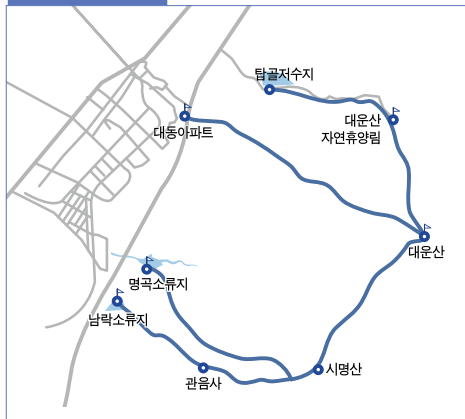 탑골저수지
대운산
자연휴양림
대동아파트
대운산
명곡소류지
남락소류지
관음사
시명산